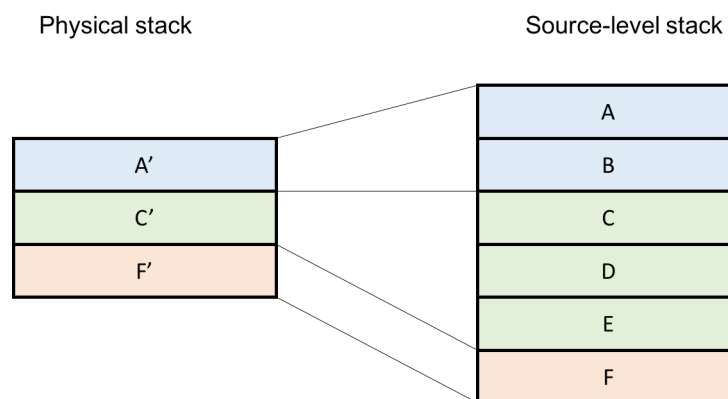 Physical stack
Source-level stack
A
A’
B
C’
C
F’
D
E
F